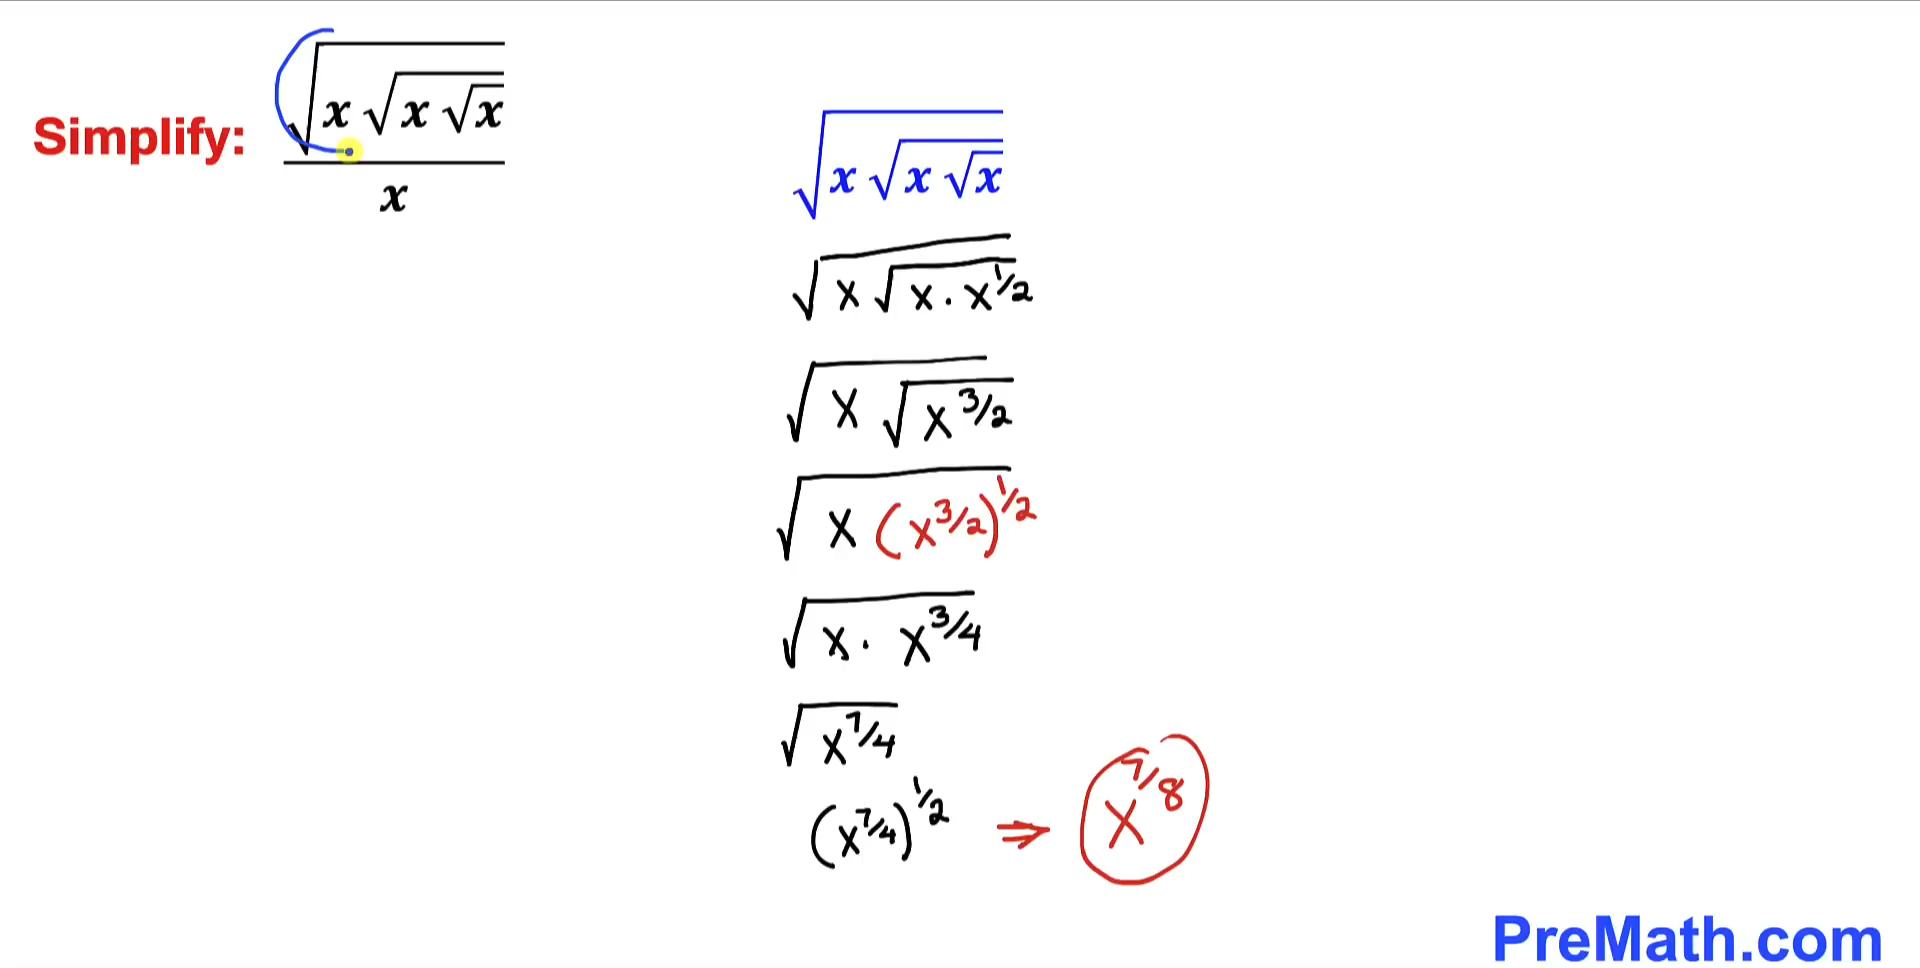 Simplify: √(x√(x√x)) / x
√(x√(x√x))
√(x√(x · x^1/2))
√(x√(x^3/2))
√(x(x^3/2)^1/2)
√(x · x^3/4)
√(x^7/4)
(x^7/4)^1/2 ⇒ x^7/8
PreMath.com